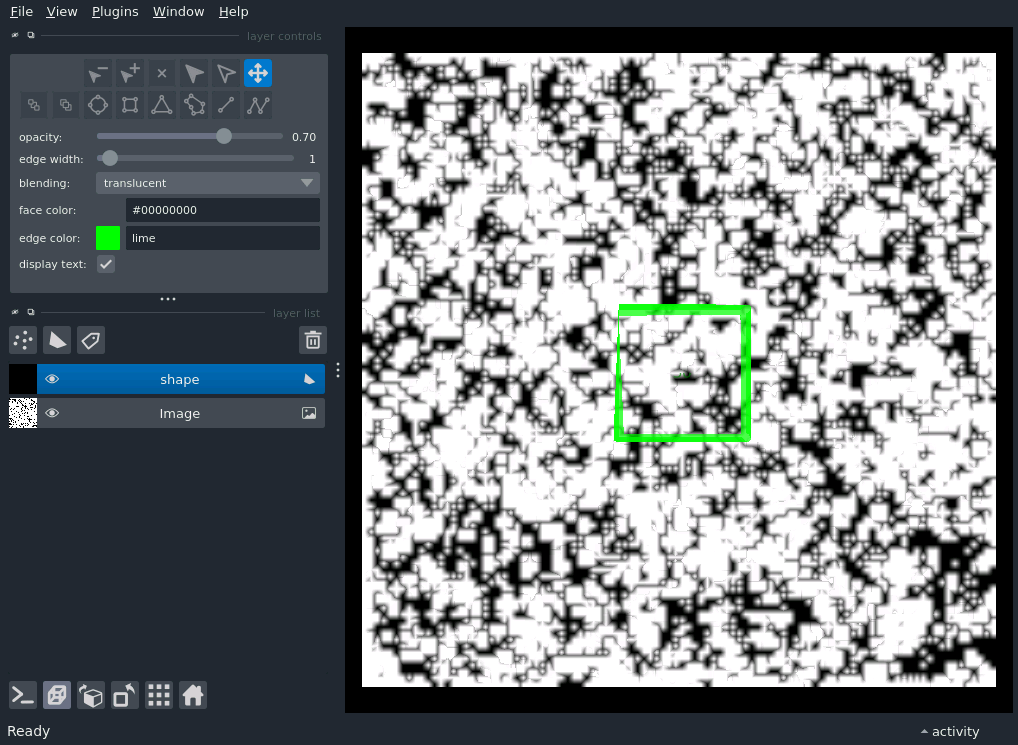 File View Plugins Window Help
layer controls
opacity: 0.70
edge width: 1
blending: translucent
face color: #00000000
edge color: lime
display text:
layer list
shape
Image
Ready
activity